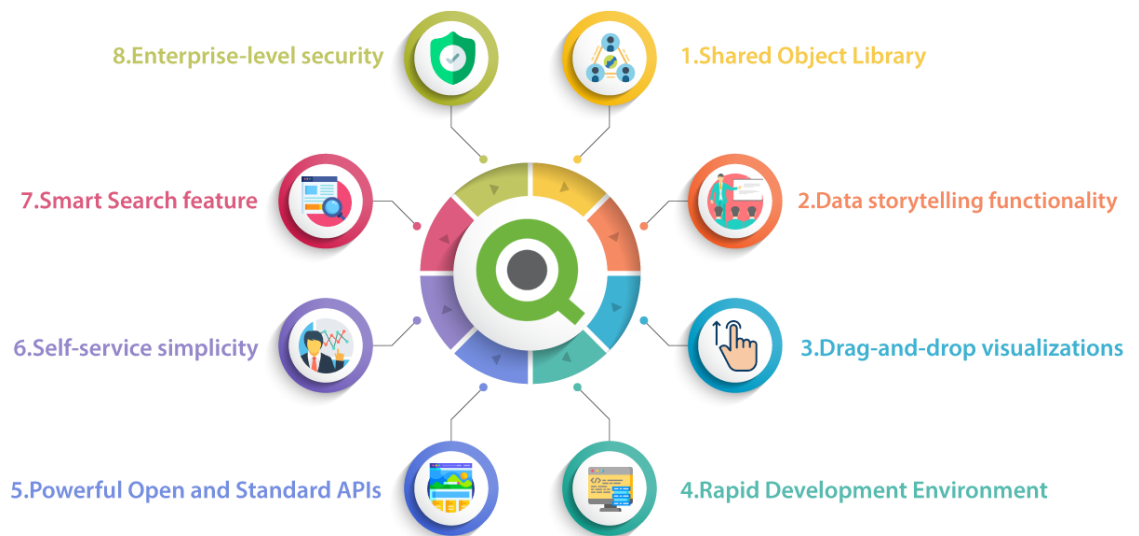 8.Enterprise-level security
1.Shared Object Library
7.Smart Search feature
2.Data storytelling functionality
6.Self-service simplicity
3.Drag-and-drop visualizations
5.Powerful Open and Standard APIs
4.Rapid Development Environment